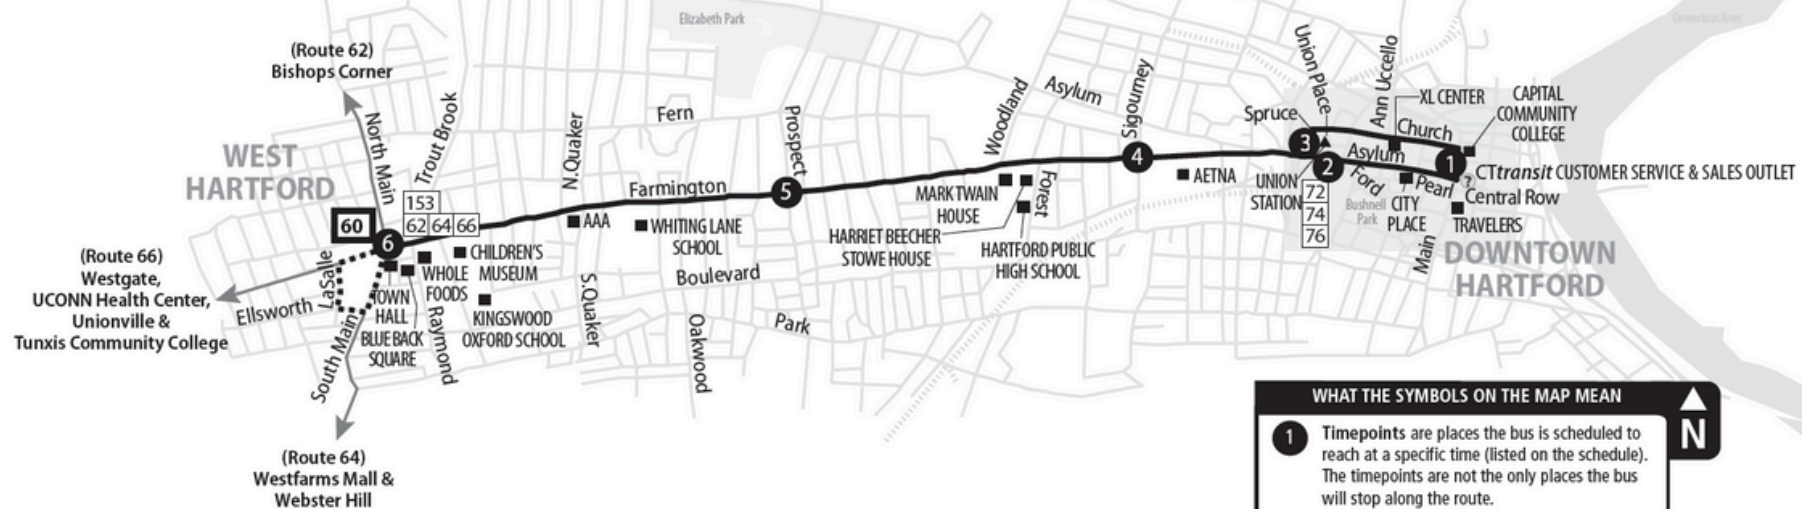 Elizabeth Park
Connecticut River
(Route 62)
Bishops Corner
North Main
Trout Brook
N.Quaker
Fern
Prospect
Woodland
Asylum
Sigourney
Union Place
Ann Uccello
Spruce
XL CENTER
CAPITAL
COMMUNITY
COLLEGE
Church
WEST
HARTFORD
153
62 64 66
60
6
Farmington
5
4
3
2
1
Asylum
AETNA
UNION
STATION
72
74
76
Ford
Pearl
?
CTtransit CUSTOMER SERVICE & SALES OUTLET
Central Row
Bushnell
Park
CITY
PLACE
TRAVELERS
Main
DOWNTOWN
HARTFORD
MARK TWAIN
HOUSE
Forest
HARRIET BEECHER
STOWE HOUSE
HARTFORD PUBLIC
HIGH SCHOOL
AAA
WHITING LANE
SCHOOL
CHILDREN'S
MUSEUM
WHOLE
FOODS
KINGSWOOD
OXFORD SCHOOL
TOWN
HALL
BLUE BACK
SQUARE
Raymond
LaSalle
Ellsworth
South Main
S.Quaker
Boulevard
Oakwood
Park
(Route 66)
Westgate,
UCONN Health Center,
Unionville &
Tunxis Community College
(Route 64)
Westfarms Mall &
Webster Hill
WHAT THE SYMBOLS ON THE MAP MEAN
N
1
Timepoints are places the bus is scheduled to
reach at a specific time (listed on the schedule).
The timepoints are not the only places the bus
will stop along the route.